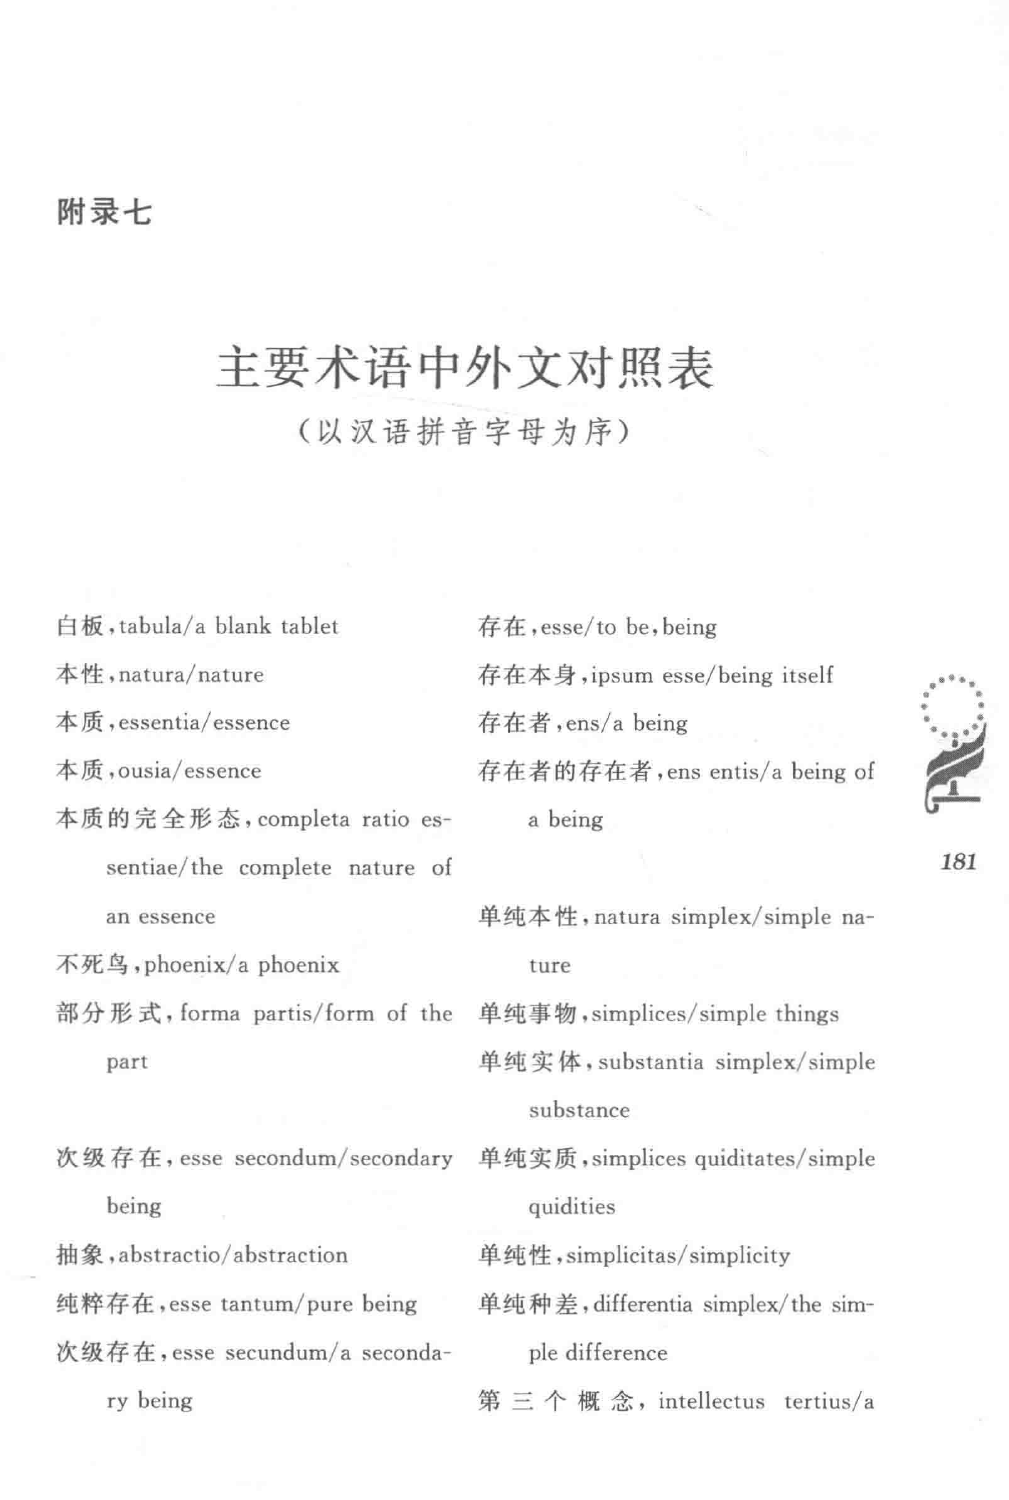 附录七
主要术语中外文对照表
（以汉语拼音字母为序）
白板,tabula/a blank tablet
本性,natura/nature
本质,essentia/essence
本质,ousia/essence
本质的完全形态,completa ratio es-
sentiae/the complete nature of
an essence
不死鸟,phoenix/a phoenix
部分形式,forma partis/form of the
part
次级存在,esse secondum/secondary
being
抽象,abstractio/abstraction
纯粹存在,esse tantum/pure being
次级存在,esse secundum/a seconda-
ry being
存在,esse/to be,being
存在本身,ipsum esse/being itself
存在者,ens/a being
存在者的存在者,ens entis/a being of
a being
单纯本性,natura simplex/simple na-
ture
单纯事物,simplices/simple things
单纯实体,substantia simplex/simple
substance
单纯实质,simplices quiditates/simple
quidities
单纯性,simplicitas/simplicity
单纯种差,differentia simplex/the sim-
ple difference
第三个概念,intellectus tertius/a
181